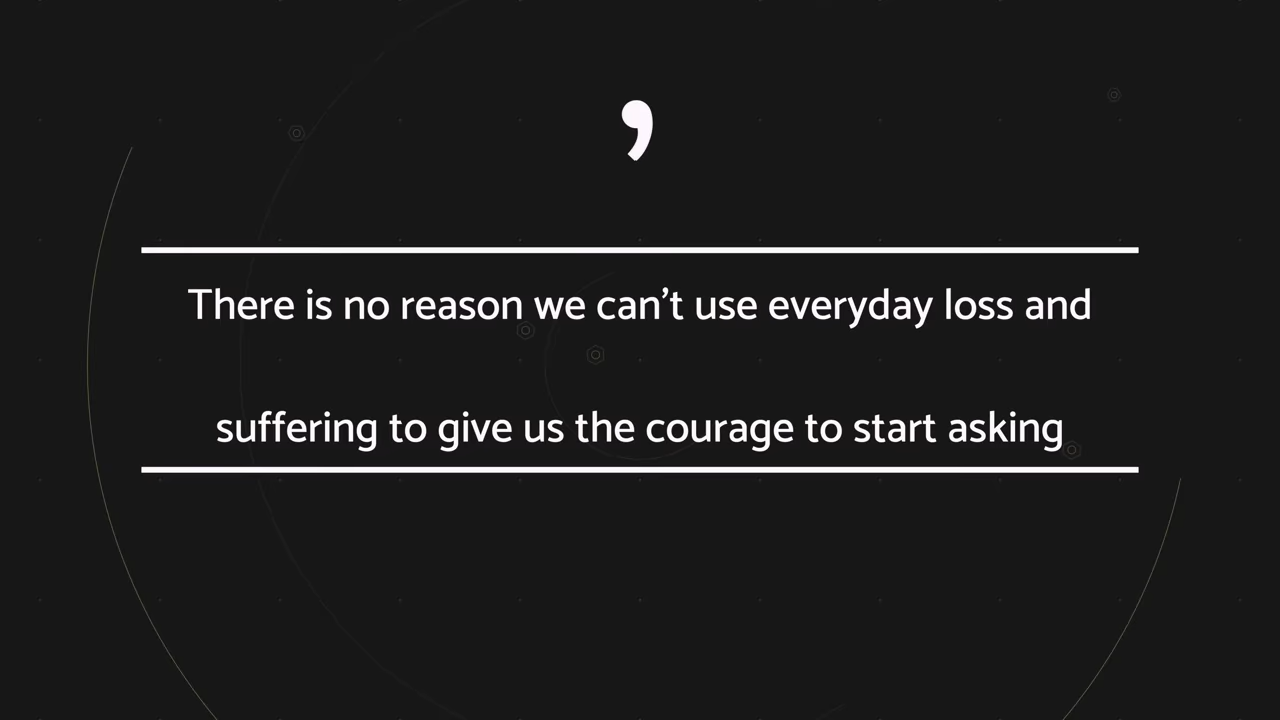 ,
There is no reason we can’t use everyday loss and
suffering to give us the courage to start asking